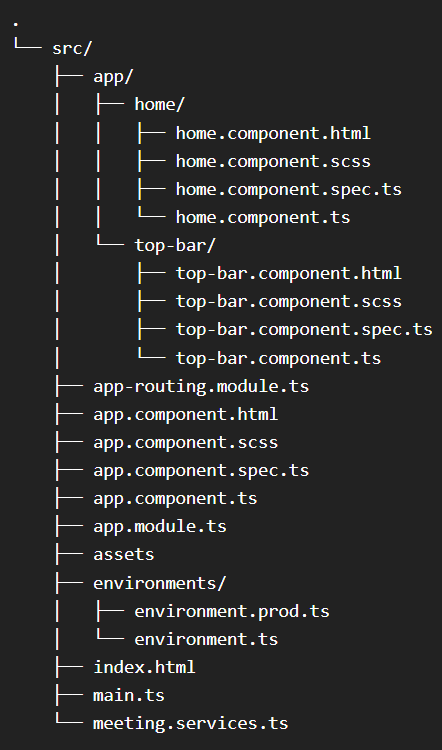 .
└── src/
    ├── app/
    │   ├── home/
    │   │   ├── home.component.html
    │   │   ├── home.component.scss
    │   │   ├── home.component.spec.ts
    │   │   └── home.component.ts
    │   └── top-bar/
    │       ├── top-bar.component.html
    │       ├── top-bar.component.scss
    │       ├── top-bar.component.spec.ts
    │       └── top-bar.component.ts
    ├── app-routing.module.ts
    ├── app.component.html
    ├── app.component.scss
    ├── app.component.spec.ts
    ├── app.component.ts
    ├── app.module.ts
    ├── assets
    ├── environments/
    │   ├── environment.prod.ts
    │   └── environment.ts
    ├── index.html
    ├── main.ts
    └── meeting.services.ts